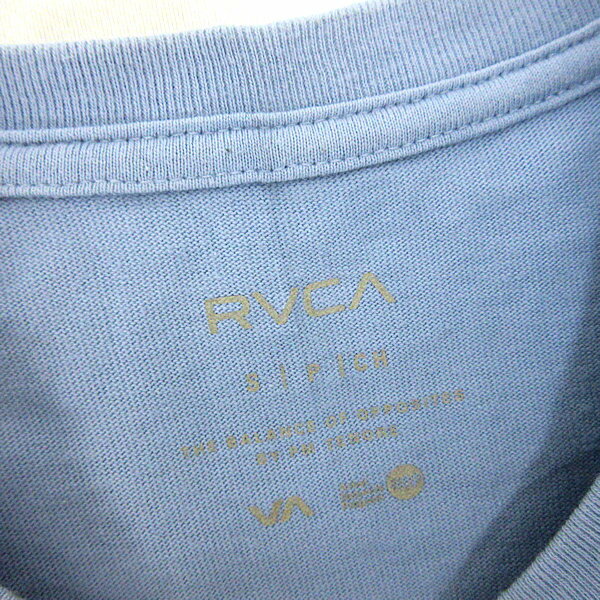 RVCA
S | P | CH
THE BALANCE OF OPPOSITES
BY PM TENORE
VA